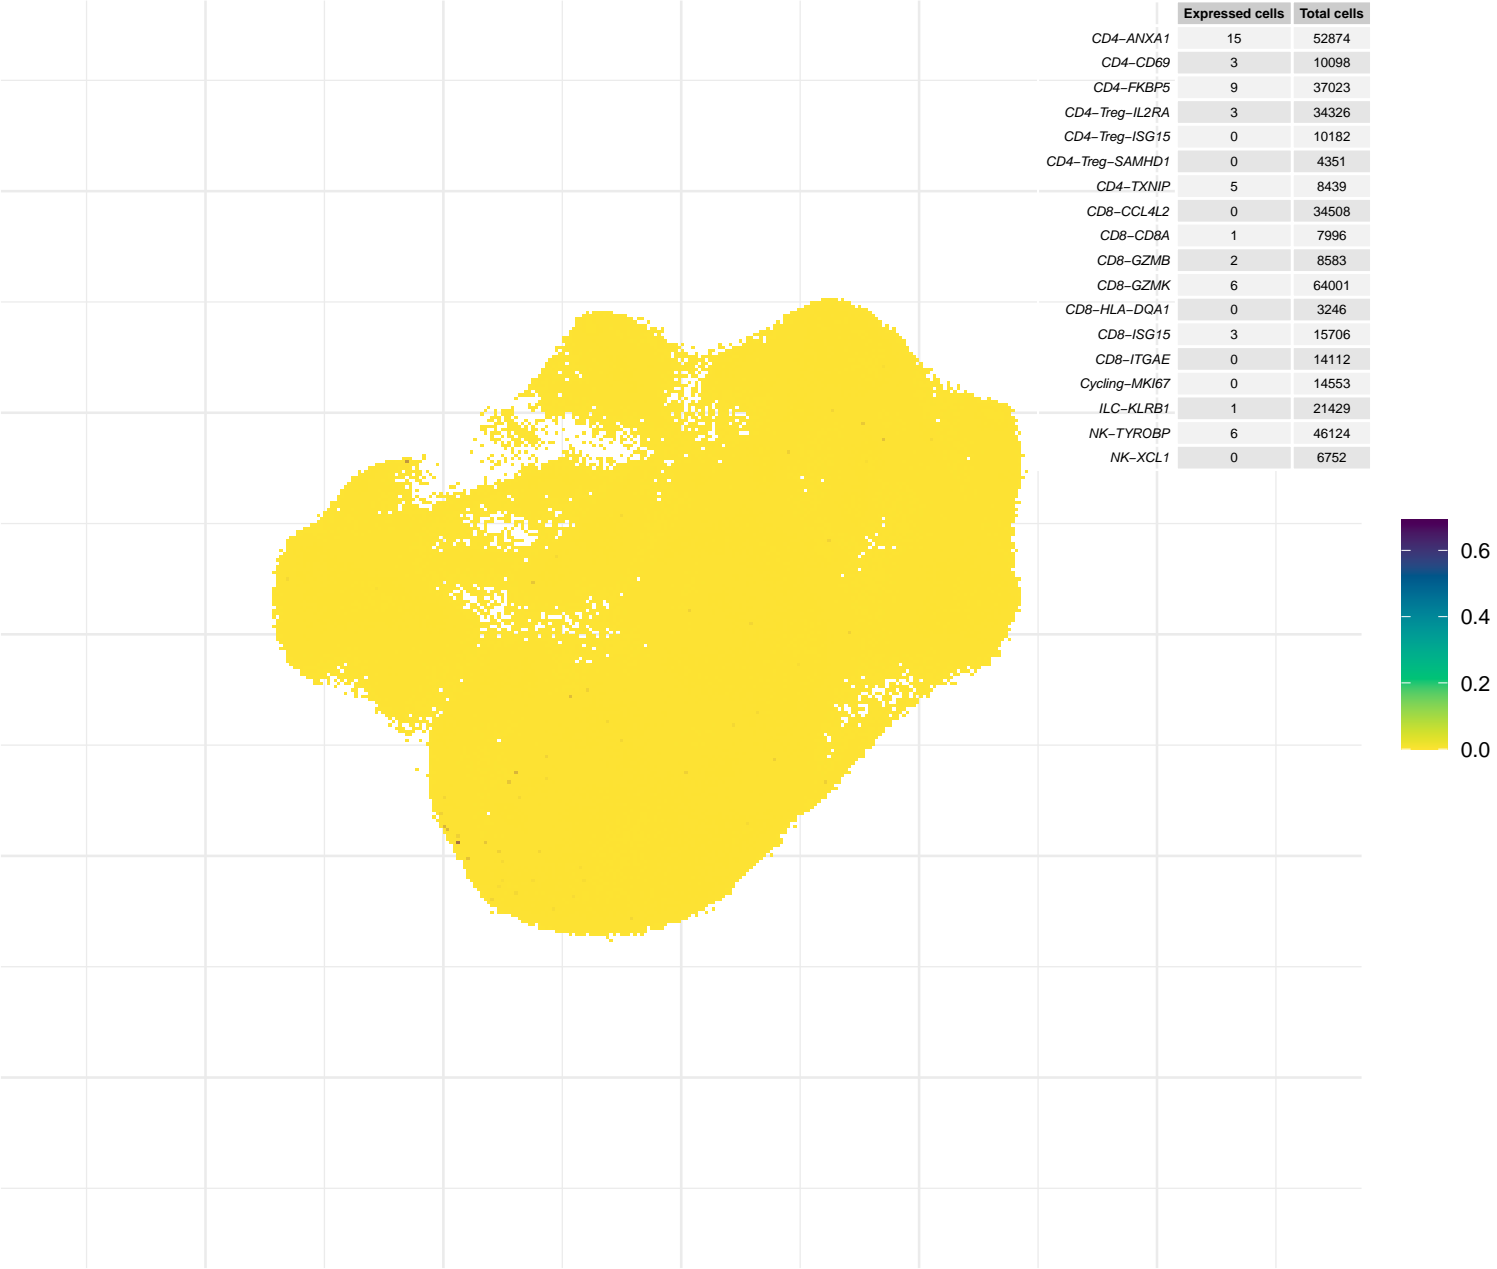 Expressed cells Total cells
CD4−ANXA1 15 52874
CD4−CD69 3 10098
CD4−FKBP5 9 37023
CD4−Treg−IL2RA 3 34326
CD4−Treg−ISG15 0 10182
CD4−Treg−SAMHD1 0 4351
CD4−TXNIP 5 8439
CD8−CCL4L2 0 34508
CD8−CD8A 1 7996
CD8−GZMB 2 8583
CD8−GZMK 6 64001
CD8−HLA−DQA1 0 3246
CD8−ISG15 3 15706
CD8−ITGAE 0 14112
Cycling−MKI67 0 14553
ILC−KLRB1 1 21429
NK−TYROBP 6 46124
NK−XCL1 0 6752
0.6
0.4
0.2
0.0